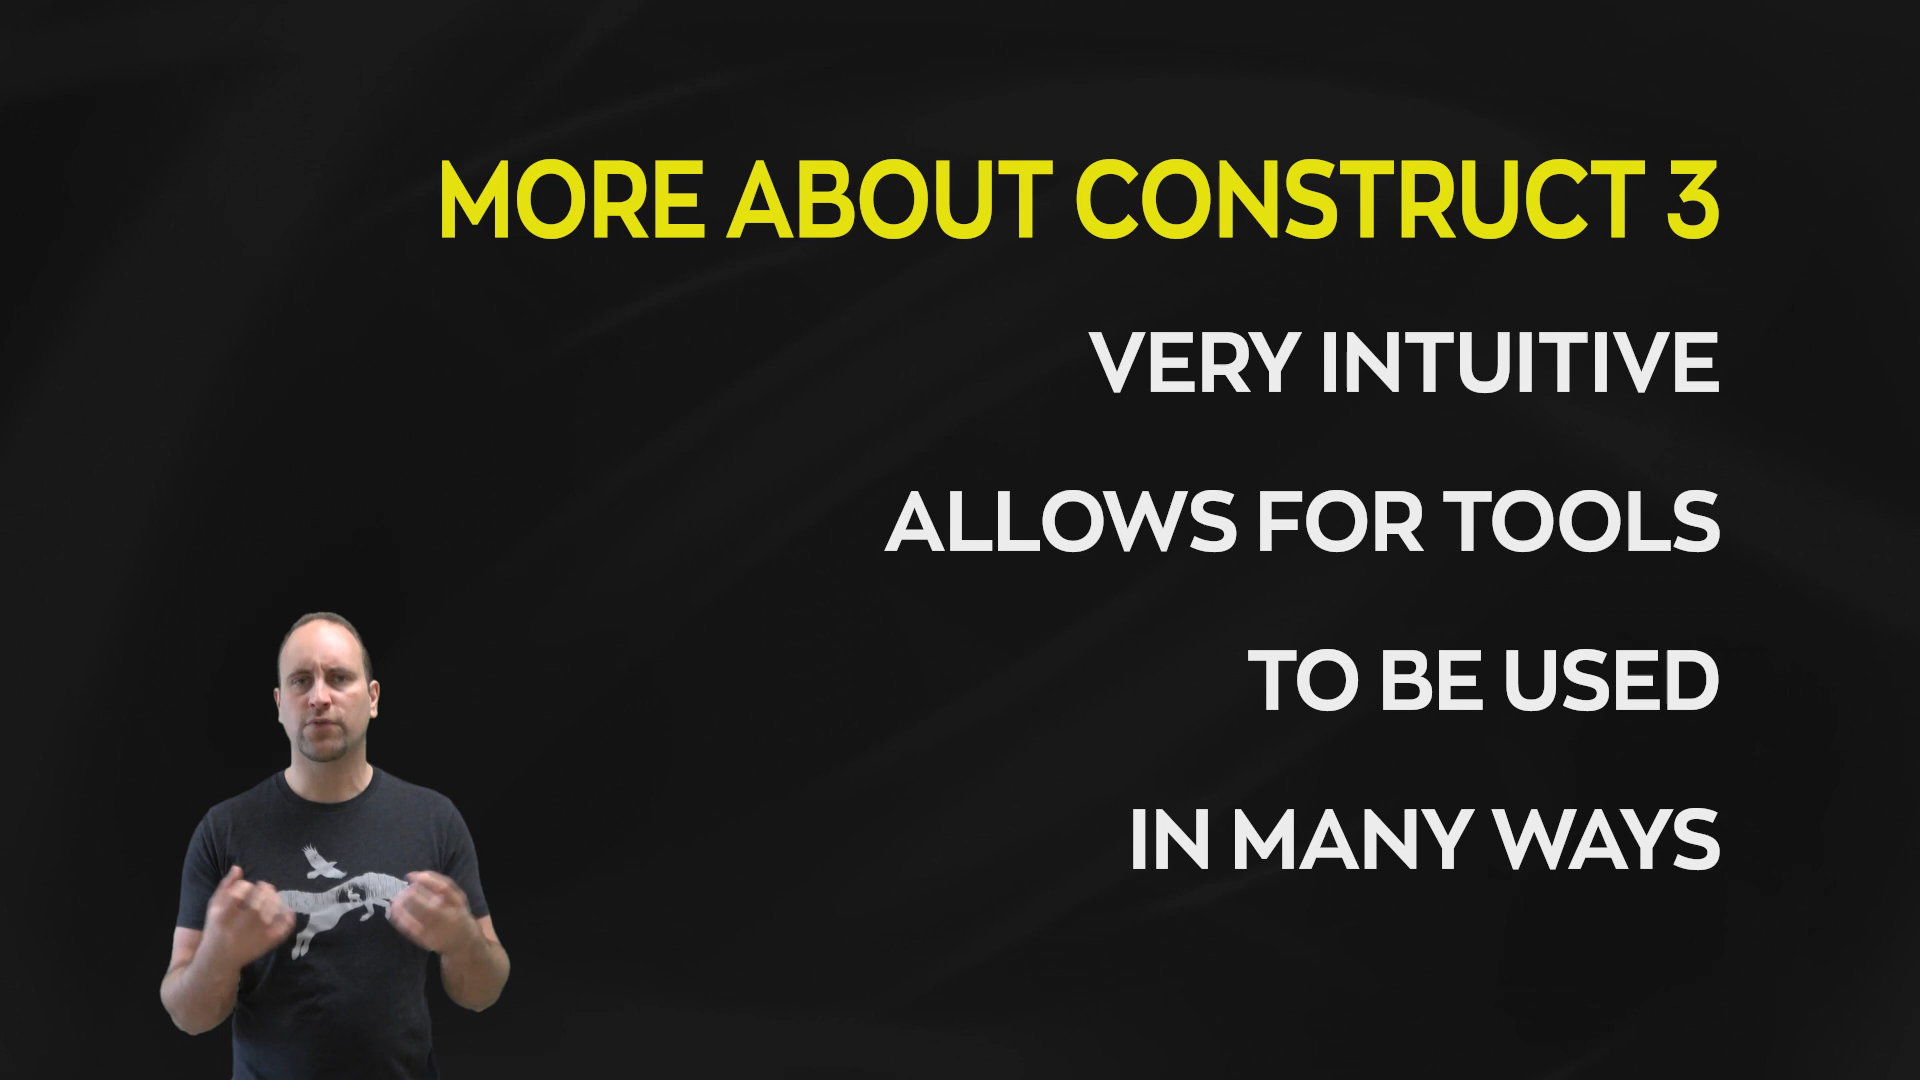 MORE ABOUT CONSTRUCT 3
VERY INTUITIVE
ALLOWS FOR TOOLS
TO BE USED
IN MANY WAYS